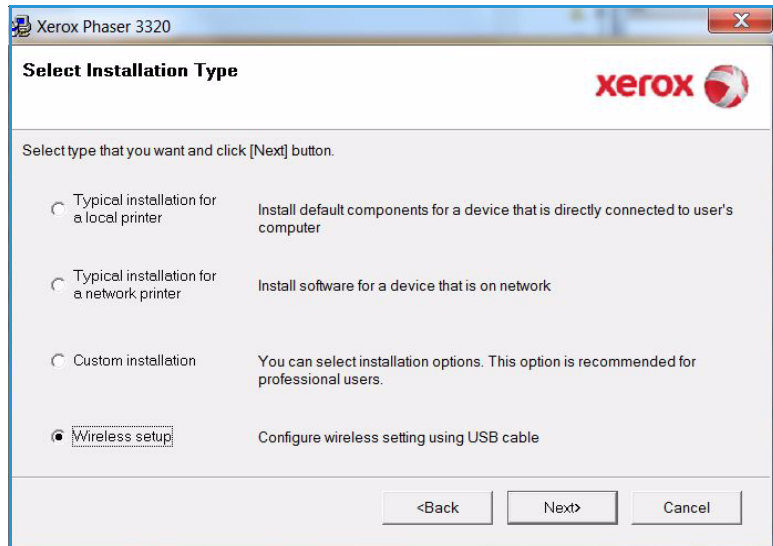 Xerox Phaser 3320
X
Select Installation Type
xerox
Select type that you want and click [Next] button.
Typical installation for
a local printer
Install default components for a device that is directly connected to user's
computer
Typical installation for
a network printer
Install software for a device that is on network
Custom installation
You can select installation options. This option is recommended for
professional users.
Wireless setup
Configure wireless setting using USB cable
<Back
Next>
Cancel